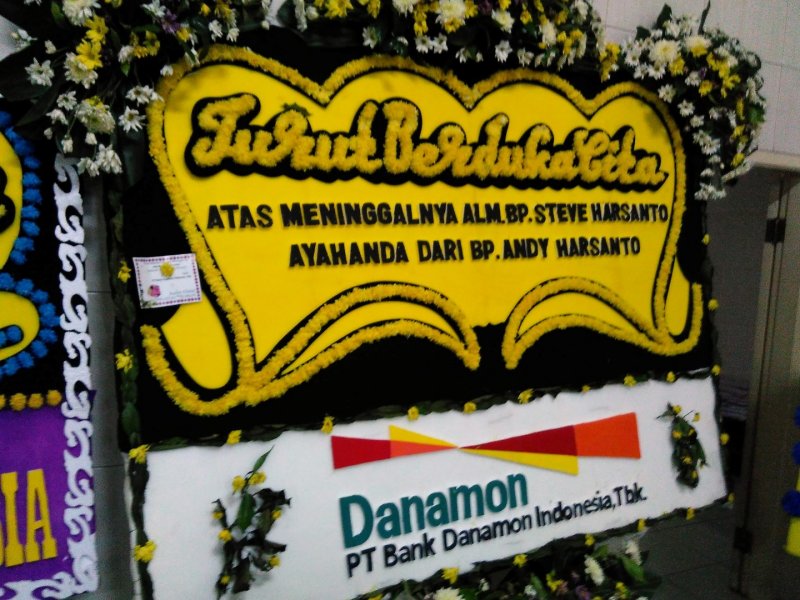 Turut Berduka Cita
ATAS MENINGGALNYA ALM.BP. STEVE HARSANTO
AYAHANDA DARI BP. ANDY HARSANTO
Danamon
PT Bank Danamon Indonesia, Tbk.
SIA